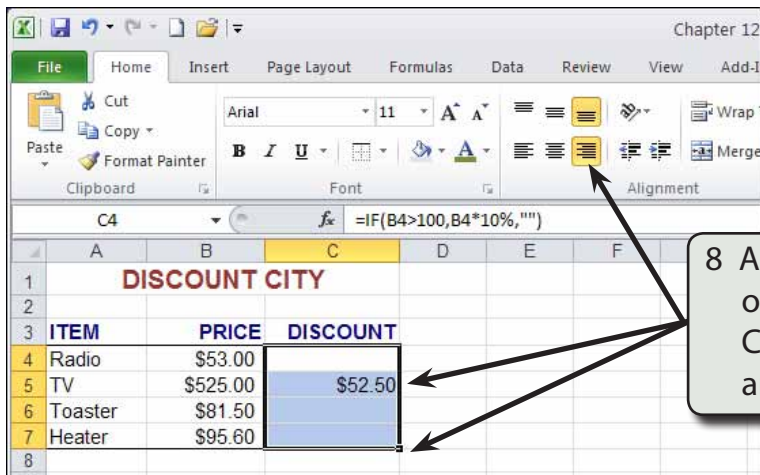 Chapter 12
File Home Insert Page Layout Formulas Data Review View Add-I
Cut
Copy
Format Painter
Paste
Arial 11 A A
B I U A
Wrap
Merge
Clipboard Font Alignment
C4 fx =IF(B4>100,B4*10%,"")
A B C D E F
1 DISCOUNT CITY
2
3 ITEM PRICE DISCOUNT
4 Radio $53.00
5 TV $525.00 $52.50
6 Toaster $81.50
7 Heater $95.60
8
8 A
o
C
a